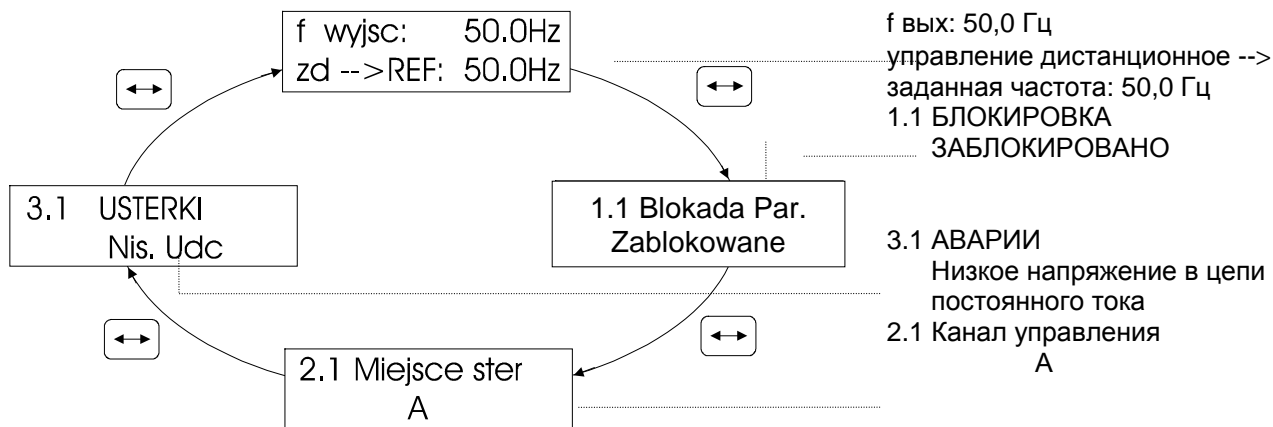 f wyjsc: 50.0Hz
zd -->REF: 50.0Hz
3.1 USTERKI
Nis. Udc
1.1 Blokada Par.
Zablokowane
2.1 Miejsce ster
A
f вых: 50,0 Гц
управление дистанционное -->
заданная частота: 50,0 Гц
1.1 БЛОКИРОВКА
ЗАБЛОКИРОВАНО
3.1 АВАРИИ
Низкое напряжение в цепи
постоянного тока
2.1 Канал управления
А